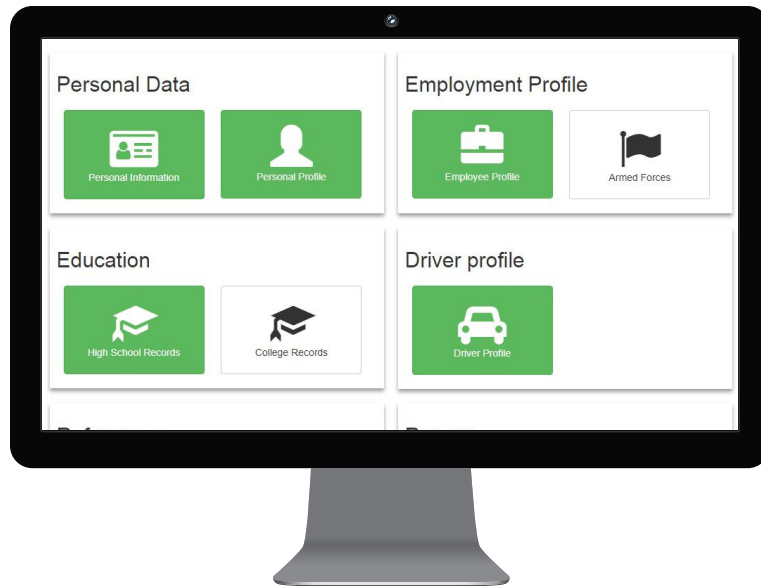 Personal Data
Personal Information
Personal Profile
Employment Profile
Employee Profile
Armed Forces
Education
High School Records
College Records
Driver profile
Driver Profile